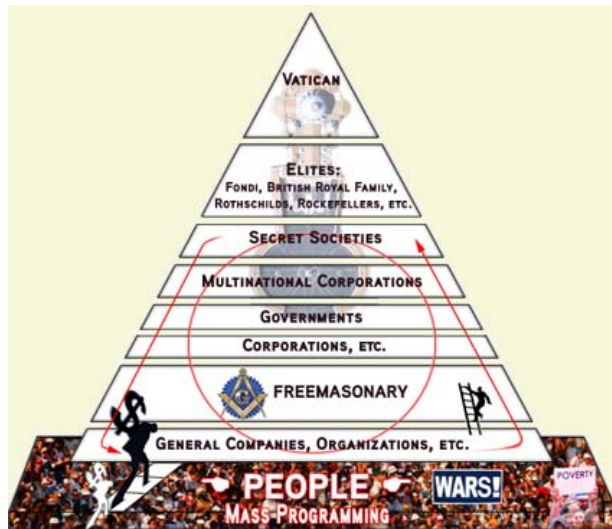 VATICAN
ELITES:
FONDI, BRITISH ROYAL FAMILY,
ROTHSCHILDS, ROCKEFELLERS, ETC.
SECRET SOCIETIES
MULTINATIONAL CORPORATIONS
GOVERNMENTS
CORPORATIONS, ETC.
G FREEMASONARY
$
GENERAL COMPANIES, ORGANIZATIONS, ETC.
$ PEOPLE WARS! POVERTY
MASS PROGRAMMING